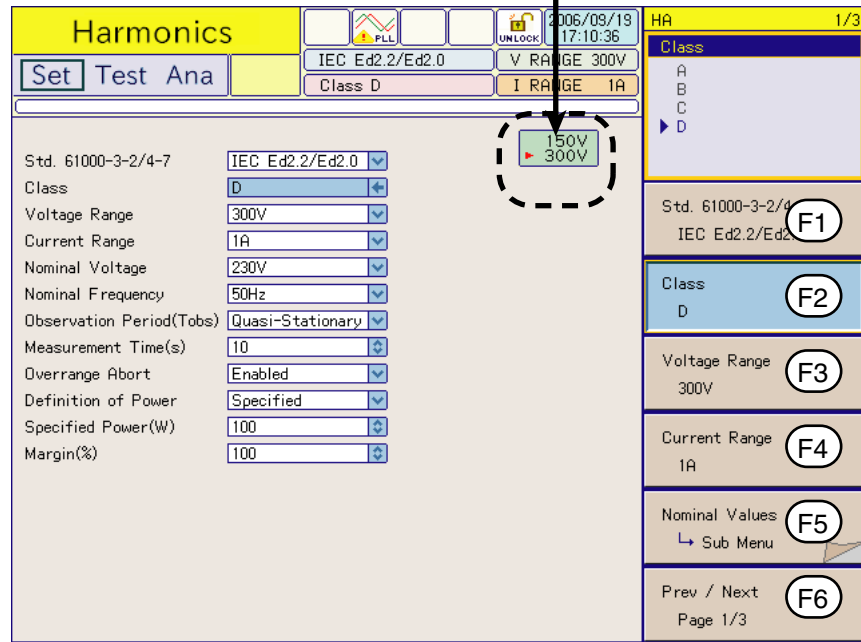 Harmonics
PLL
UNLOCK
2006/09/19
17:10:36
Set Test Ana
IEC Ed2.2/Ed2.0
V RANGE 300V
Class D
I RANGE 1A
150V
300V
Std. 61000-3-2/4-7 IEC Ed2.2/Ed2.0
Class D
Voltage Range 300V
Current Range 1A
Nominal Voltage 230V
Nominal Frequency 50Hz
Observation Period(Tobs) Quasi-Stationary
Measurement Time(s) 10
Overrange Abort Enabled
Definition of Power Specified
Specified Power(W) 100
Margin(%) 100
HA 1/3
Class
A
B
C
D
Std. 61000-3-2/4
IEC Ed2.2/Ed2.
F1
Class
D
F2
Voltage Range
300V
F3
Current Range
1A
F4
Nominal Values
Sub Menu
F5
Prev / Next
Page 1/3
F6